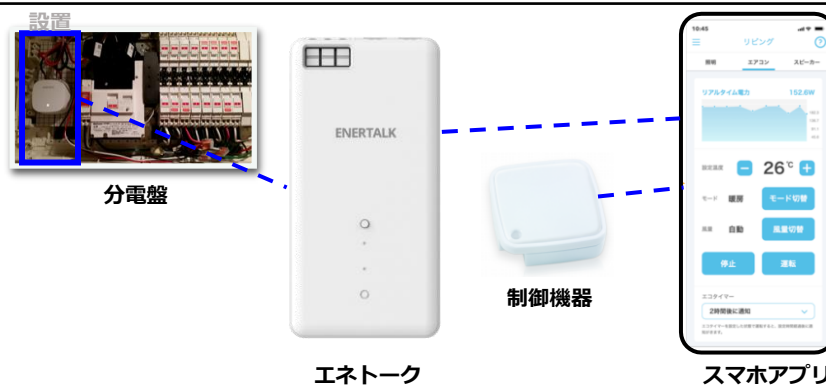 設置
分電盤
ENERTALK
エネトーク
制御機器
10:45
リビング
照明 エアコン スピーカー
リアルタイム電力 152.6W
設定温度 26℃
モード 暖房 モード切替
風量 自動 風量切替
停止 運転
エコタイマー
2時間後に通知
スマホアプリ